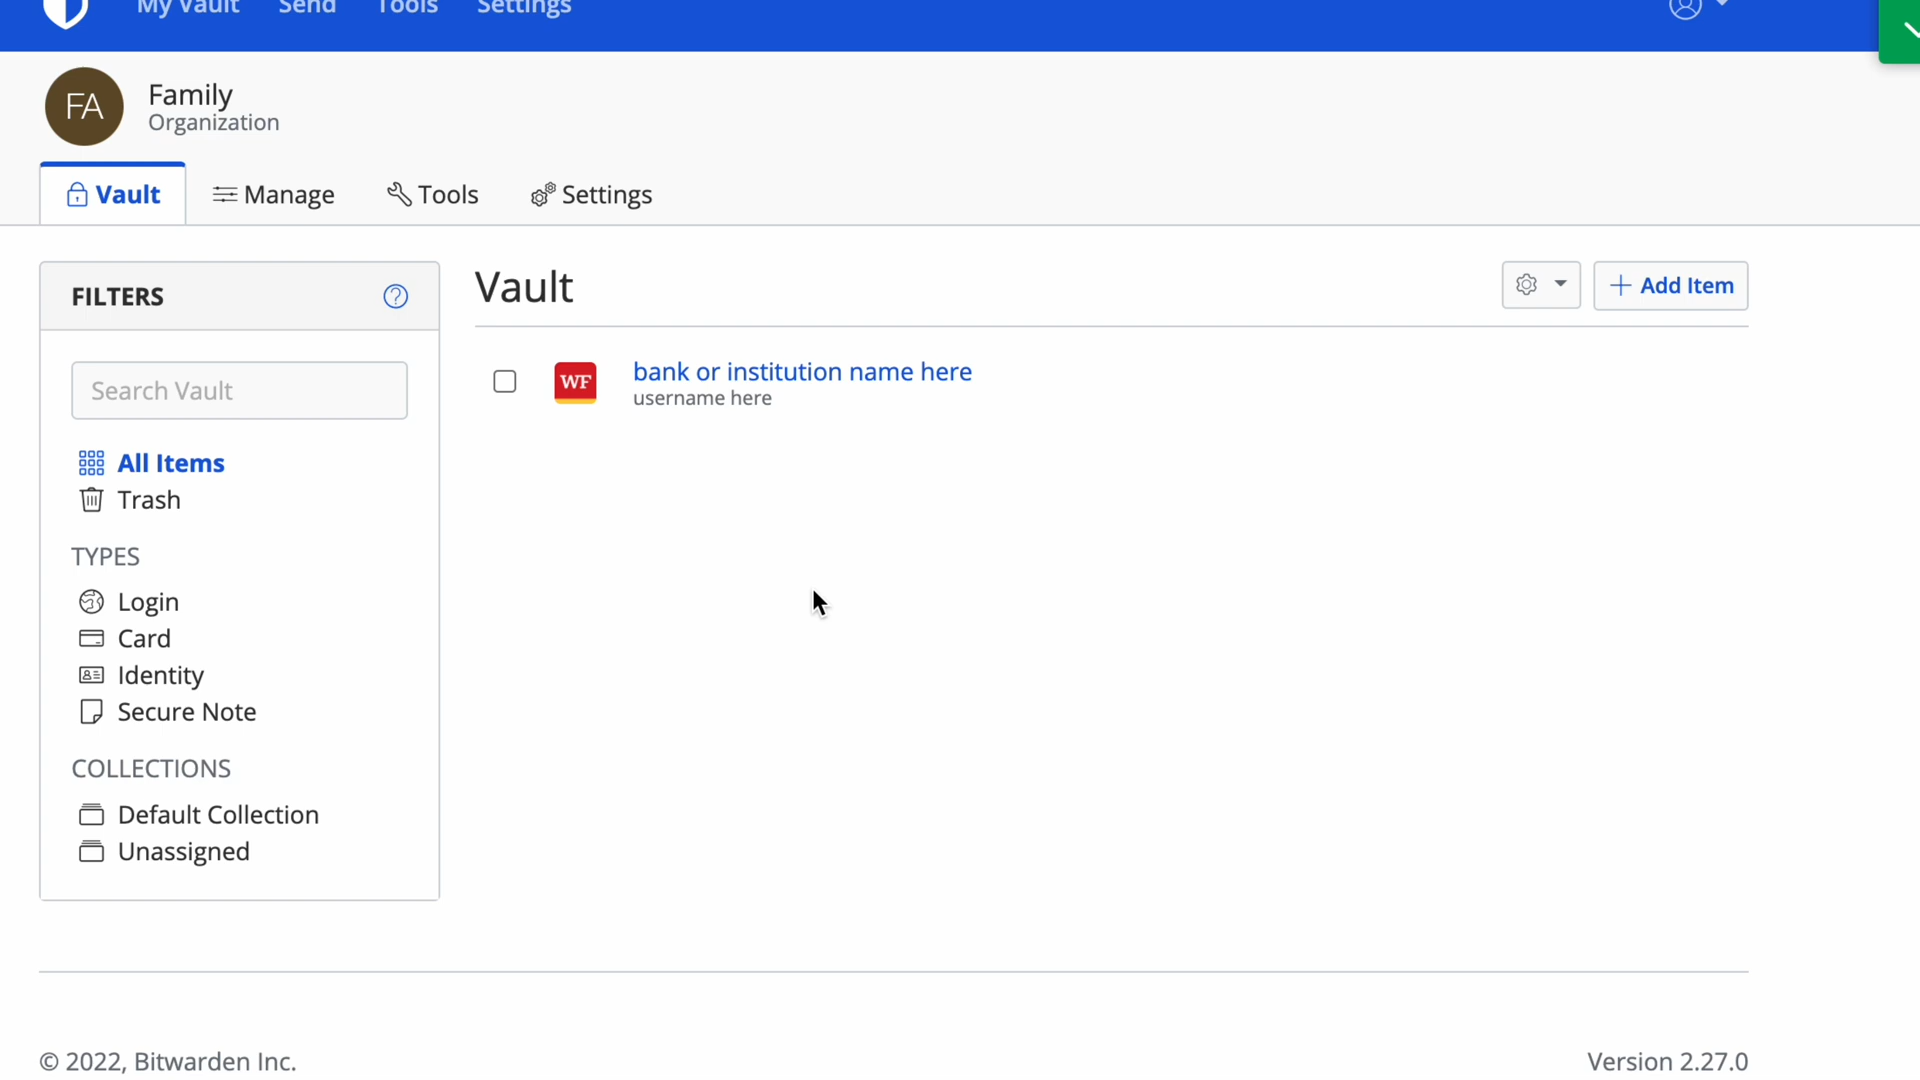 My Vault Send Tools Settings
FA
Family
Organization
Vault Manage Tools Settings
FILTERS
Search Vault
All Items
Trash
TYPES
Login
Card
Identity
Secure Note
COLLECTIONS
Default Collection
Unassigned
Vault
Add Item
WF
bank or institution name here
username here
© 2022, Bitwarden Inc.
Version 2.27.0